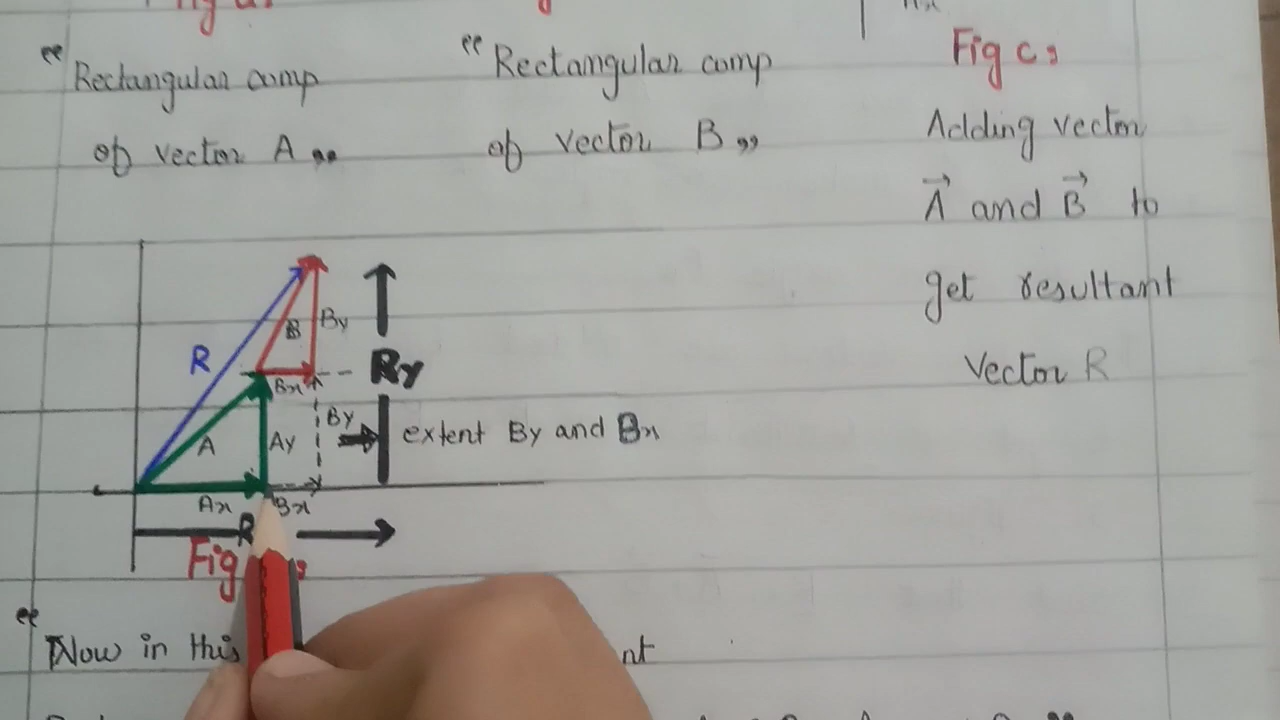 “Rectangular comp
of vector A„
“Rectangular comp
of vector B„
Fig c:
Adding vector
A and B to
get resultant
vector R
R
B
By
Bx
Ry
A
Ay
By
extent By and Bx
Ax
Bx
R
Fig
“Now in this
nt